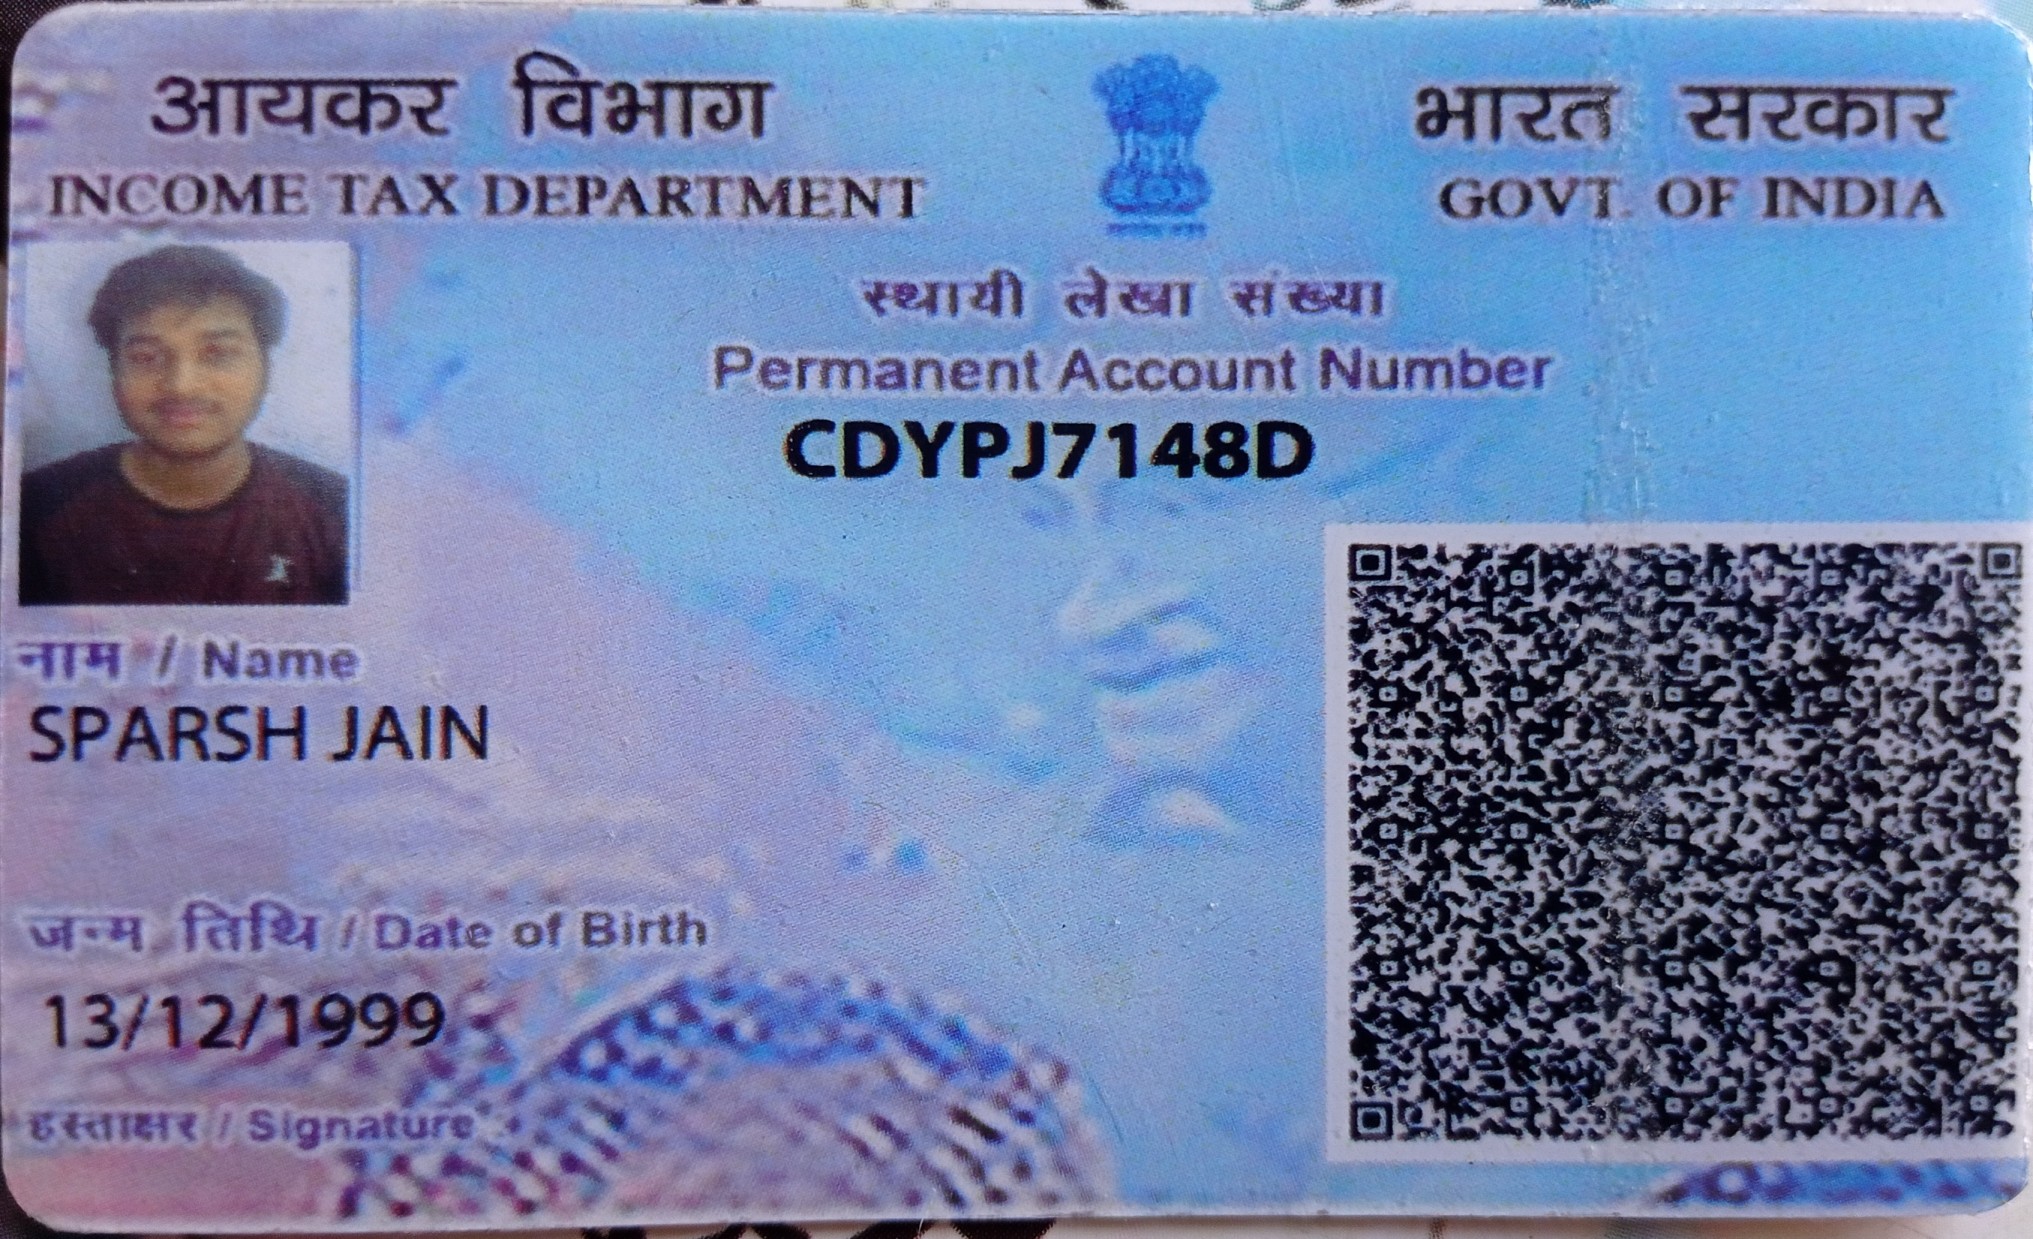 आयकर विभाग
INCOME TAX DEPARTMENT
भारत सरकार
GOVT. OF INDIA
स्थायी लेखा संख्या
Permanent Account Number
CDYPJ7148D
नाम / Name
SPARSH JAIN
जन्म तिथि / Date of Birth
13/12/1999
हस्ताक्षर / Signature